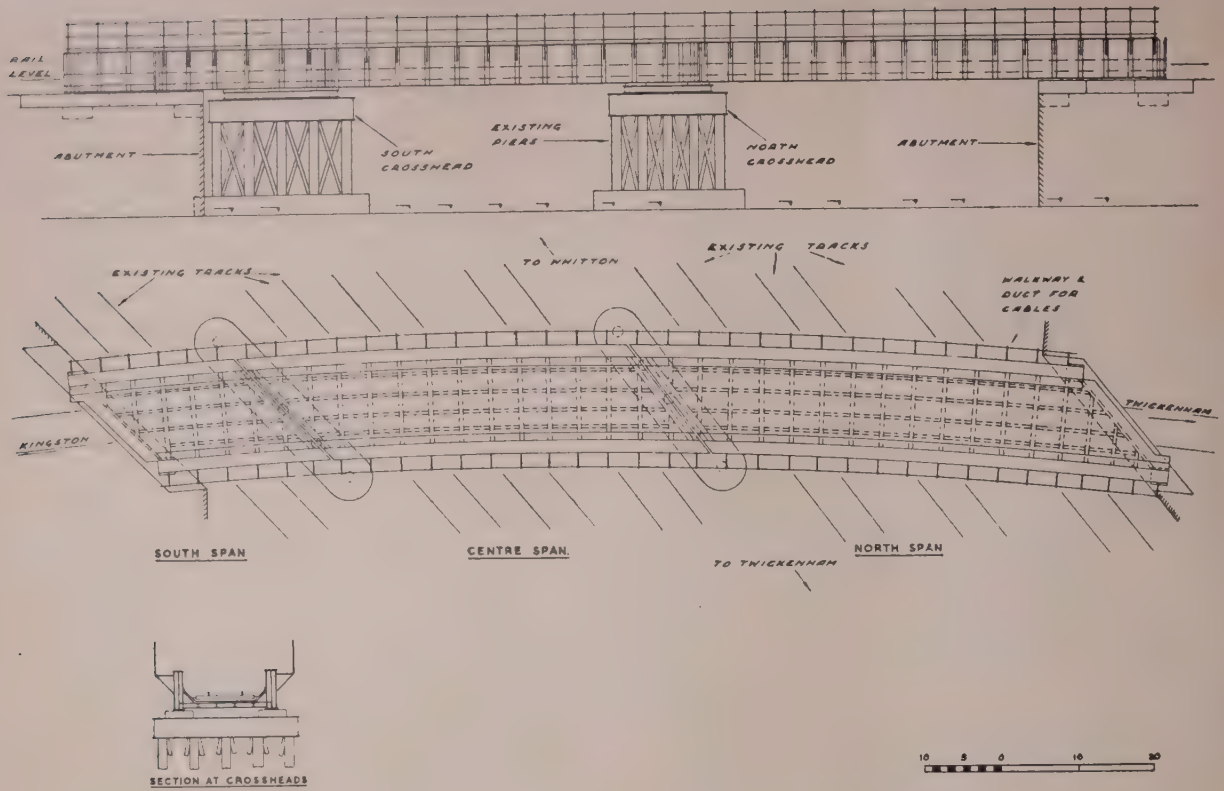 RAIL
LEVEL
ABUTMENT
SOUTH
CROSSHEAD
EXISTING
PIERS
NORTH
CROSSHEAD
ABUTMENT
EXISTING TRACKS
TO WHITTON
EXISTING TRACKS
WALKWAY &
DUCT FOR
CABLES
KINGSTON
TWICKENHAM
SOUTH SPAN
CENTRE SPAN.
NORTH SPAN
TO TWICKENHAM
SECTION AT CROSSHEADS
10 5 0 10 20